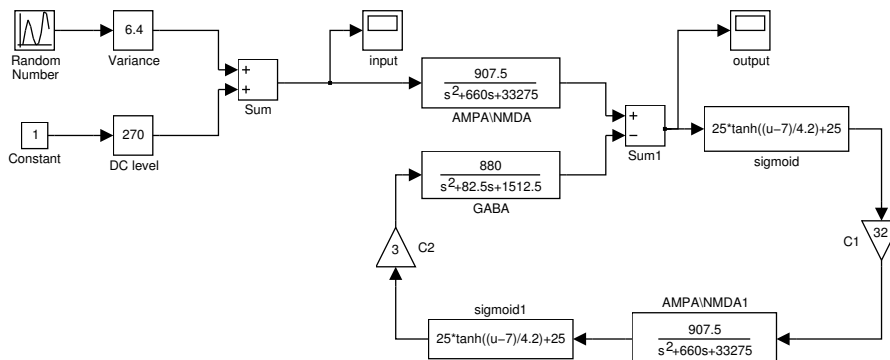 Random
Number
6.4
Variance
1
Constant
270
DC level
+
+
Sum
input
907.5
s²+660s+33275
AMPA\NMDA
880
s²+82.5s+1512.5
GABA
+
−
Sum1
output
25*tanh((u−7)/4.2)+25
sigmoid
32
C1
AMPA\NMDA1
907.5
s²+660s+33275
sigmoid1
25*tanh((u−7)/4.2)+25
3
C2